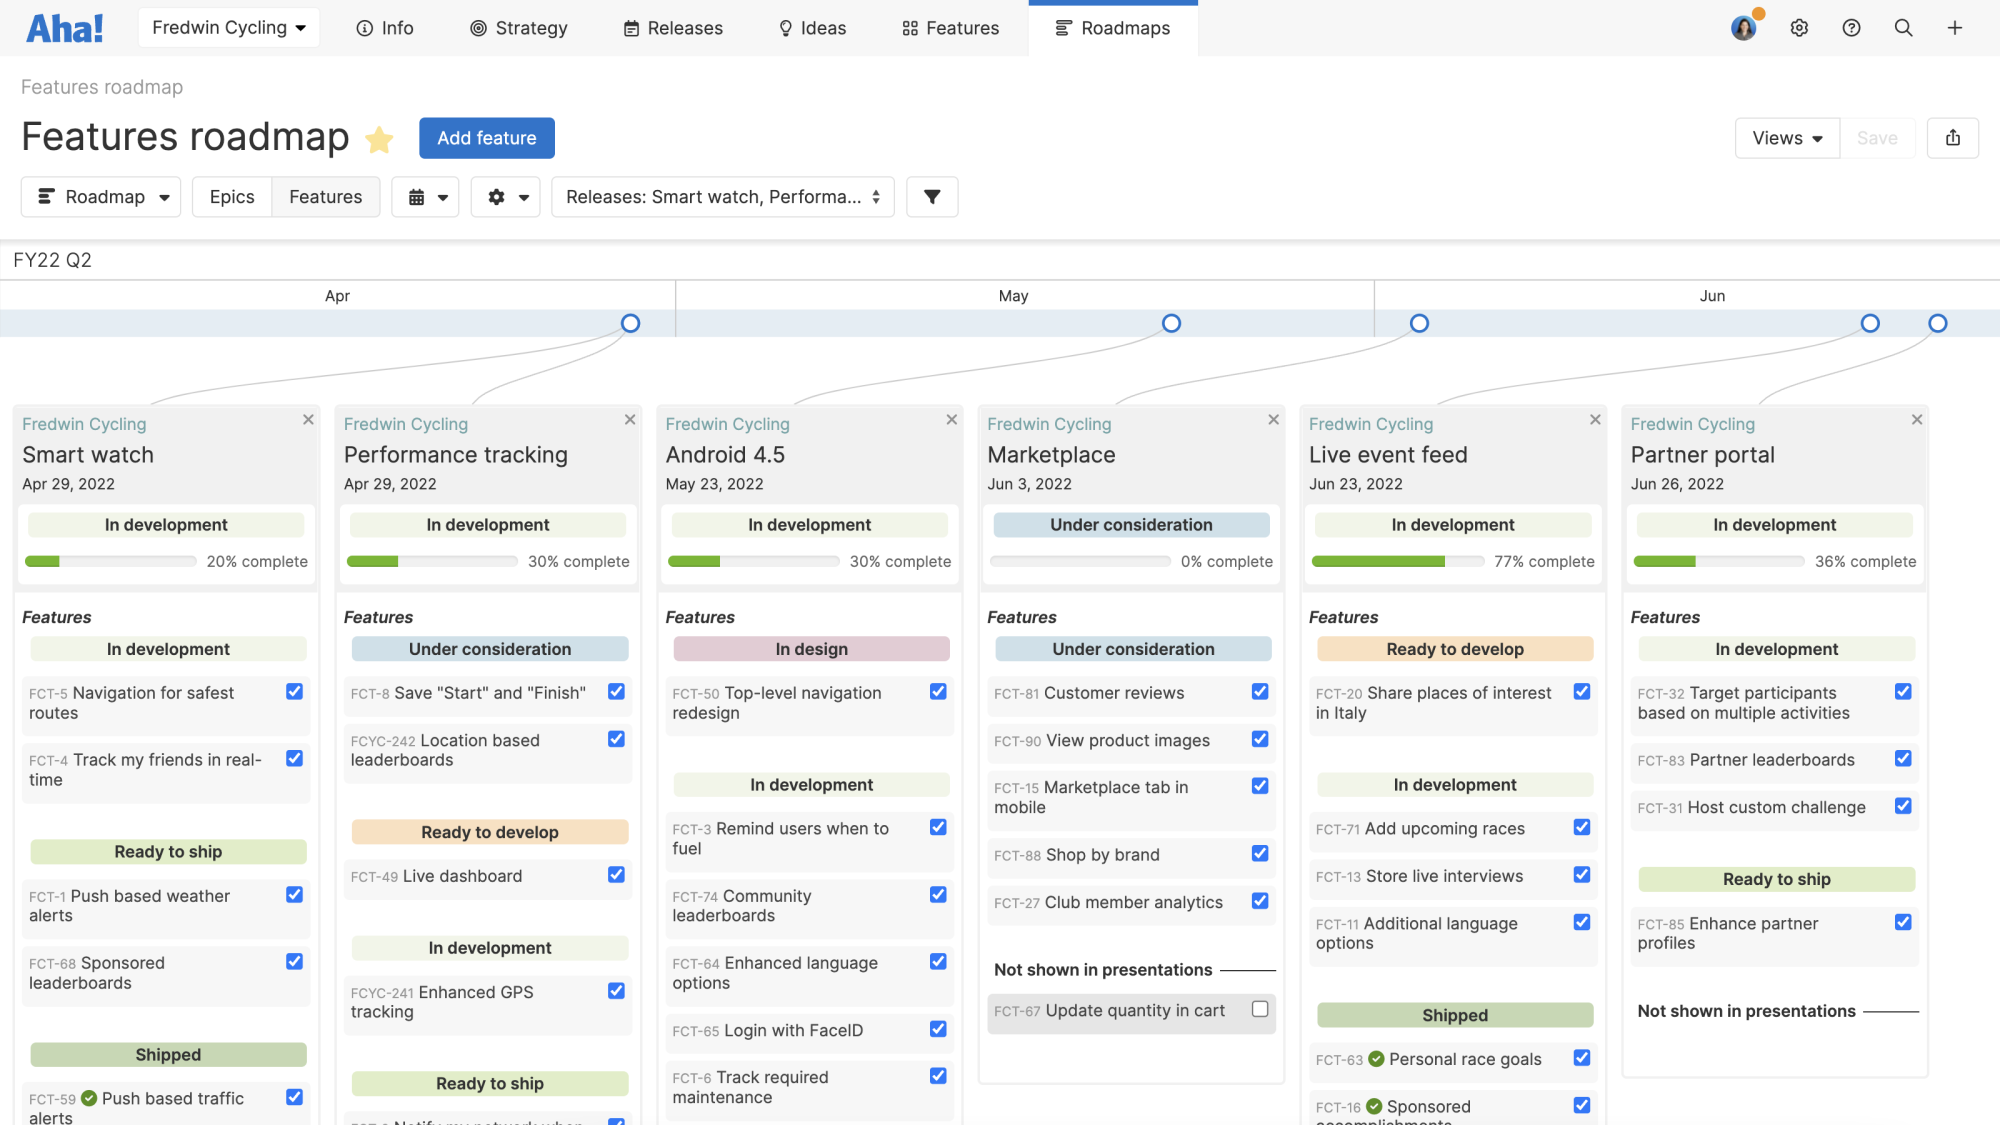 Aha!
Fredwin Cycling
Info
Strategy
Releases
Ideas
Features
Roadmaps
Features roadmap
Features roadmap
Add feature
Views
Save
Roadmap
Epics
Features
Releases: Smart watch, Performa...
FY22 Q2
Apr
May
Jun
Fredwin Cycling
Smart watch
Apr 29, 2022
In development
20% complete
Features
In development
FCT-5 Navigation for safest
routes
FCT-4 Track my friends in real-
time
Ready to ship
FCT-1 Push based weather
alerts
FCT-68 Sponsored
leaderboards
Shipped
FCT-59 Push based traffic
alerts
Fredwin Cycling
Performance tracking
Apr 29, 2022
In development
30% complete
Features
Under consideration
FCT-8 Save "Start" and "Finish"
FCYC-242 Location based
leaderboards
Ready to develop
FCT-49 Live dashboard
In development
FCYC-241 Enhanced GPS
tracking
Ready to ship
Fredwin Cycling
Android 4.5
May 23, 2022
In development
30% complete
Features
In design
FCT-50 Top-level navigation
redesign
In development
FCT-3 Remind users when to
fuel
FCT-74 Community
leaderboards
FCT-64 Enhanced language
options
FCT-65 Login with FaceID
FCT-6 Track required
maintenance
Fredwin Cycling
Marketplace
Jun 3, 2022
Under consideration
0% complete
Features
Under consideration
FCT-81 Customer reviews
FCT-90 View product images
FCT-15 Marketplace tab in
mobile
FCT-88 Shop by brand
FCT-27 Club member analytics
Not shown in presentations
FCT-67 Update quantity in cart
Fredwin Cycling
Live event feed
Jun 23, 2022
In development
77% complete
Features
Ready to develop
FCT-20 Share places of interest
in Italy
In development
FCT-71 Add upcoming races
FCT-13 Store live interviews
FCT-11 Additional language
options
Shipped
FCT-63 Personal race goals
FCT-16 Sponsored
accomplishments
Fredwin Cycling
Partner portal
Jun 26, 2022
In development
36% complete
Features
In development
FCT-32 Target participants
based on multiple activities
FCT-83 Partner leaderboards
FCT-31 Host custom challenge
Ready to ship
FCT-85 Enhance partner
profiles
Not shown in presentations